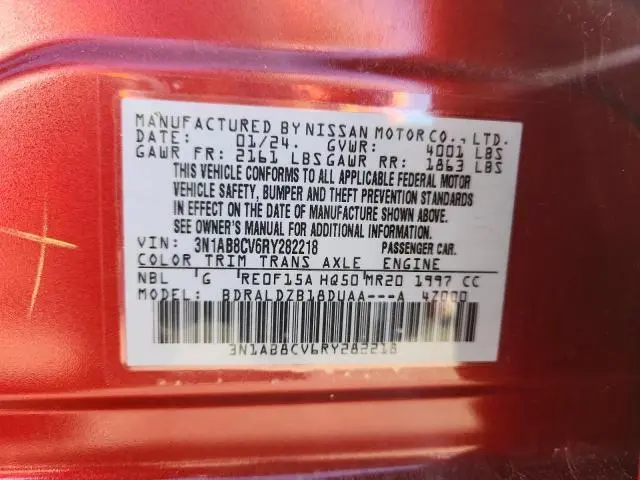 MANUFACTURED BY NISSAN MOTOR CO., LTD.
DATE: 01/24. GVWR: 4001 LBS
GAWR FR: 2161 LBS GAWR RR: 1863 LBS
THIS VEHICLE CONFORMS TO ALL APPLICABLE FEDERAL MOTOR
VEHICLE SAFETY, BUMPER AND THEFT PREVENTION STANDARDS
IN EFFECT ON THE DATE OF MANUFACTURE SHOWN ABOVE.
SEE OWNER'S MANUAL FOR ADDITIONAL INFORMATION.
VIN: 3N1AB8CV6RY282218 PASSENGER CAR.
COLOR TRIM TRANS AXLE ENGINE
NBL G RE0F15A HQ50 MR20 1997 CC
MODEL: BDRALDZB18DUAA---A 4Z000
3N1AB8CV6RY282218